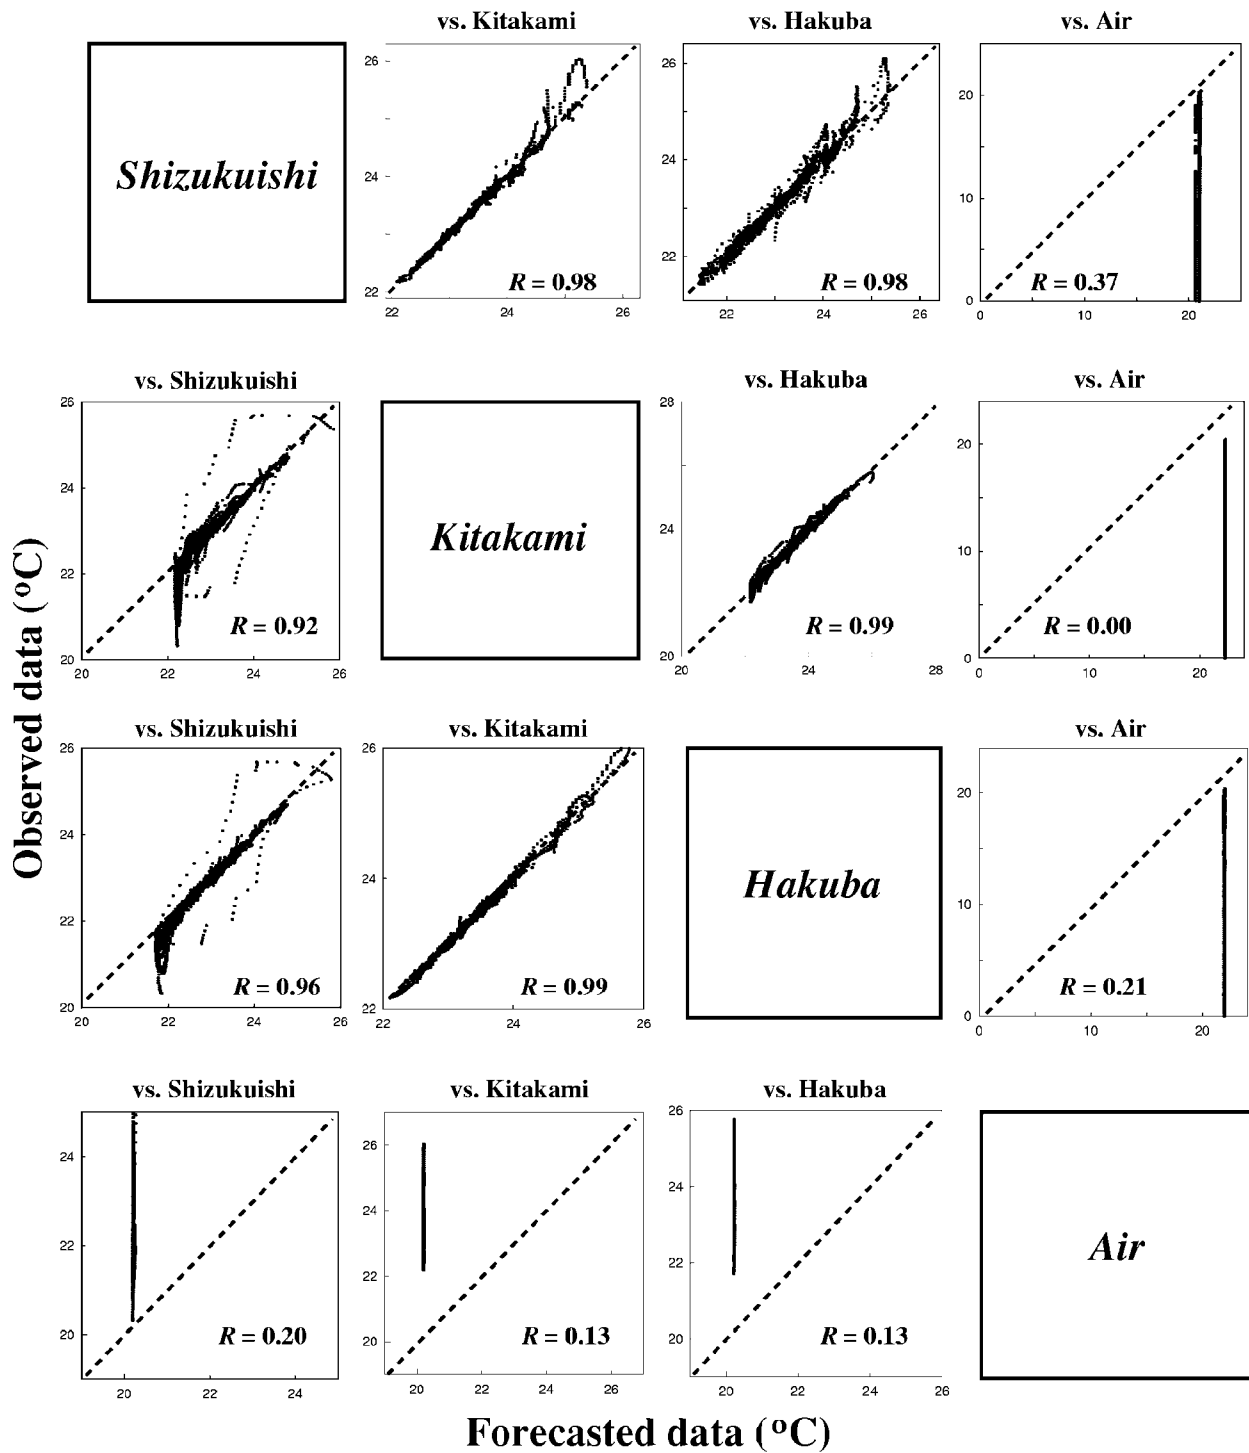 vs. Kitakami
vs. Hakuba
vs. Air
Shizukuishi
26
24
22
22
24
26
R = 0.98
26
24
22
22
24
26
R = 0.98
20
10
0
0
10
20
R = 0.37
vs. Shizukuishi
vs. Hakuba
vs. Air
26
24
22
20
20
22
24
26
R = 0.92
Kitakami
28
24
20
20
24
28
R = 0.99
20
10
0
0
10
20
R = 0.00
vs. Shizukuishi
vs. Kitakami
vs. Air
26
24
22
20
20
22
24
26
R = 0.96
26
24
22
22
24
26
R = 0.99
Hakuba
20
10
0
0
10
20
R = 0.21
vs. Shizukuishi
vs. Kitakami
vs. Hakuba
24
22
20
20
22
24
R = 0.20
26
24
22
20
20
22
24
26
R = 0.13
26
24
22
20
20
22
24
26
R = 0.13
Air
Observed data (°C)
Forecasted data (°C)